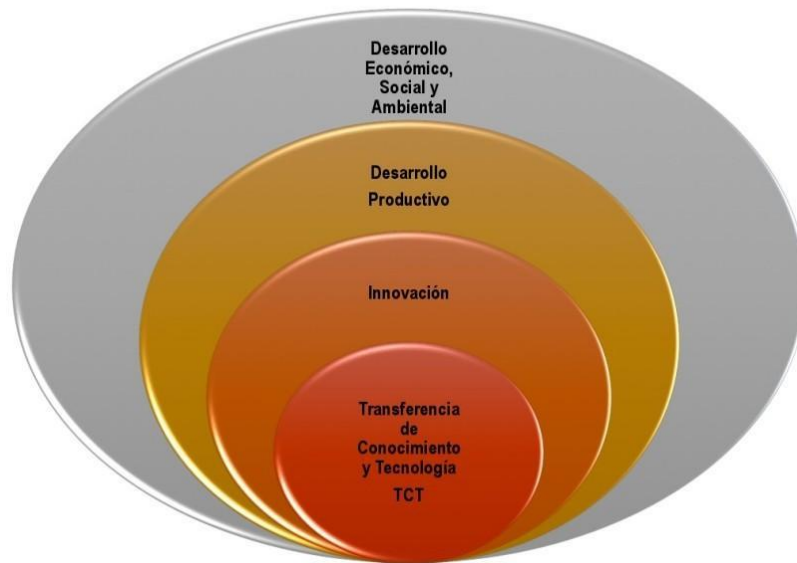 Desarrollo
Económico,
Social y
Ambiental
Desarrollo
Productivo
Innovación
Transferencia
de
Conocimiento
y Tecnología
TCT